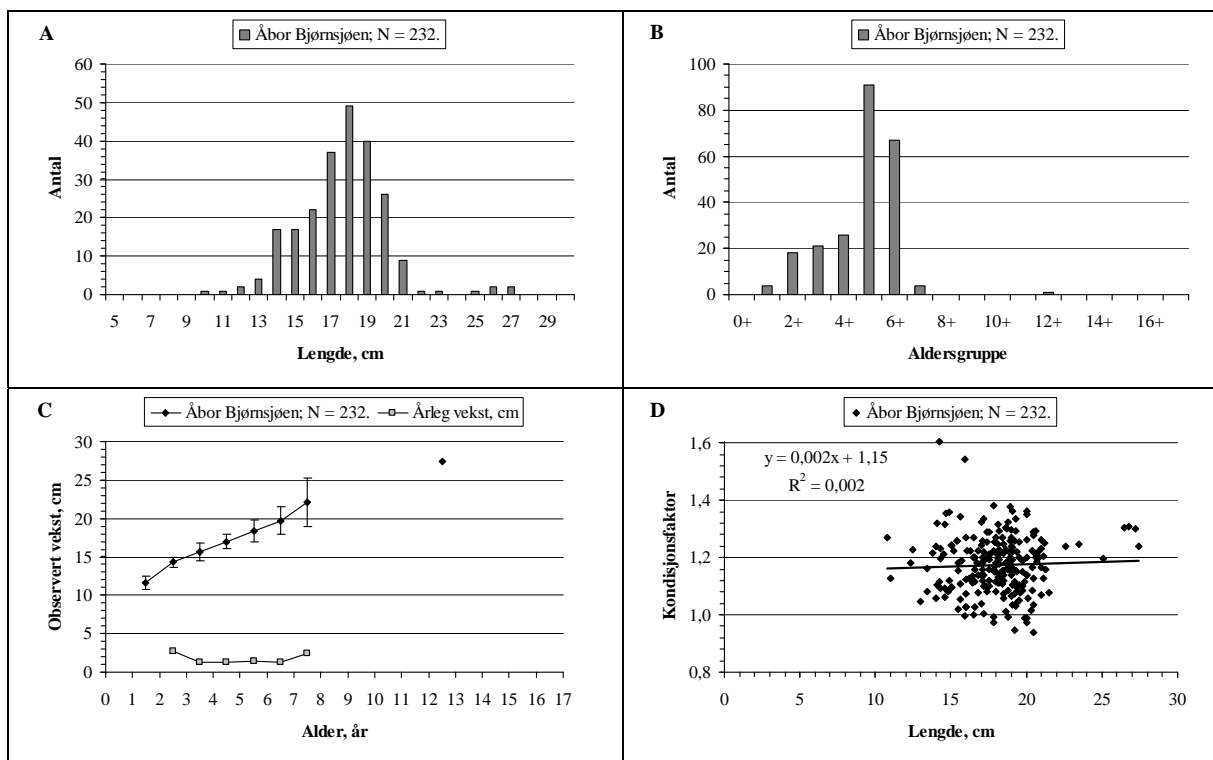 A
Åbor Bjørnsjøen; N = 232.
60
50
40
30
20
10
0
Antal
5 7 9 11 13 15 17 19 21 23 25 27 29
Lengde, cm
B
Åbor Bjørnsjøen; N = 232.
100
80
60
40
20
0
Antal
0+ 2+ 4+ 6+ 8+ 10+ 12+ 14+ 16+
Aldersgruppe
C
Åbor Bjørnsjøen; N = 232. Årleg vekst, cm
30
25
20
15
10
5
0
Observert vekst, cm
0 1 2 3 4 5 6 7 8 9 10 11 12 13 14 15 16 17
Alder, år
D
Åbor Bjørnsjøen; N = 232.
y = 0,002x + 1,15
R² = 0,002
1,6
1,4
1,2
1,0
0,8
Kondisjonsfaktor
0 5 10 15 20 25 30
Lengde, cm